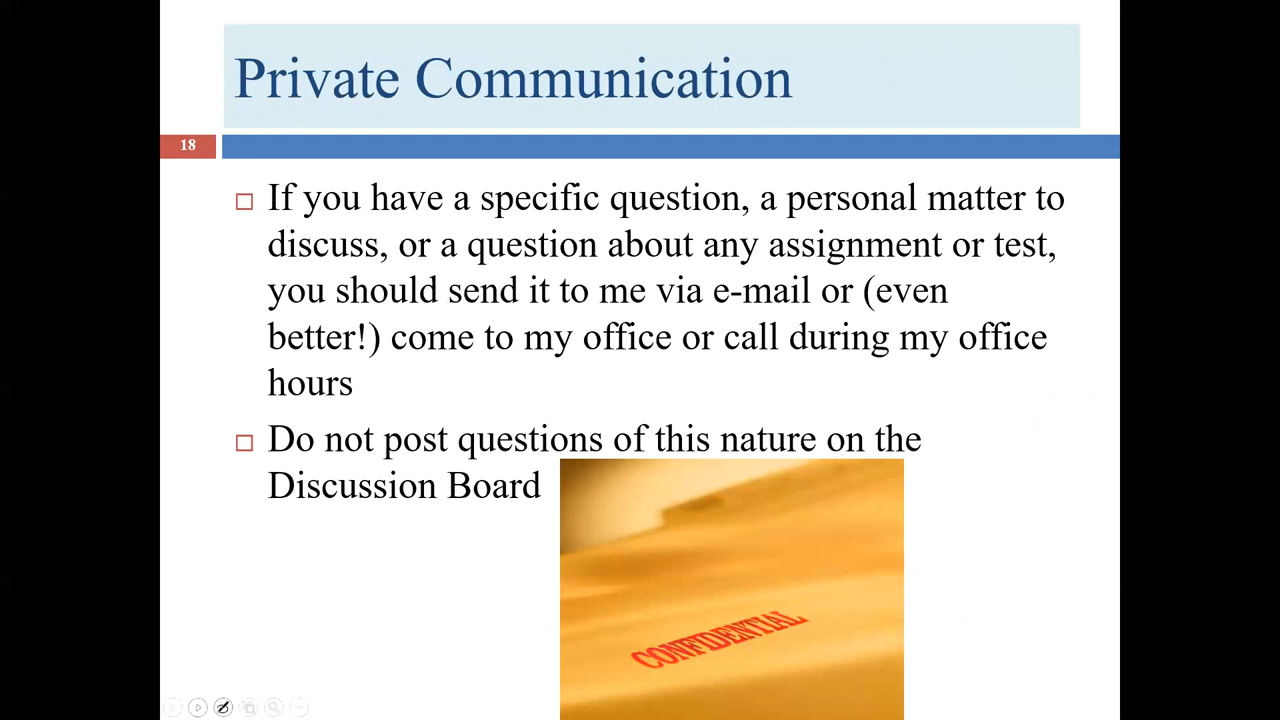 Private Communication
18
If you have a specific question, a personal matter to
discuss, or a question about any assignment or test,
you should send it to me via e-mail or (even
better!) come to my office or call during my office
hours
Do not post questions of this nature on the
Discussion Board
CONFIDENTIAL